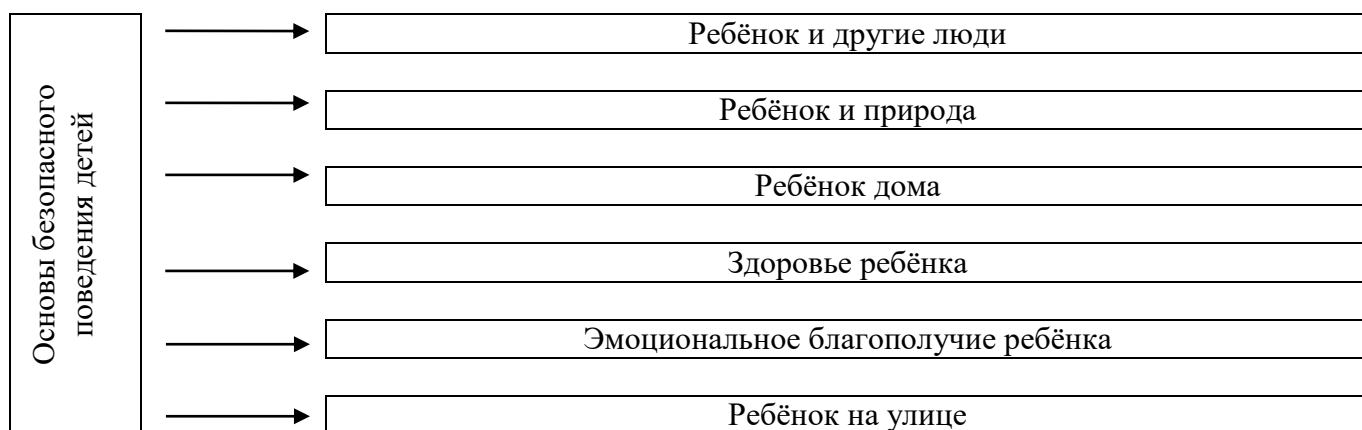 Основы безопасного
поведения детей
Ребёнок и другие люди
Ребёнок и природа
Ребёнок дома
Здоровье ребёнка
Эмоциональное благополучие ребёнка
Ребёнок на улице